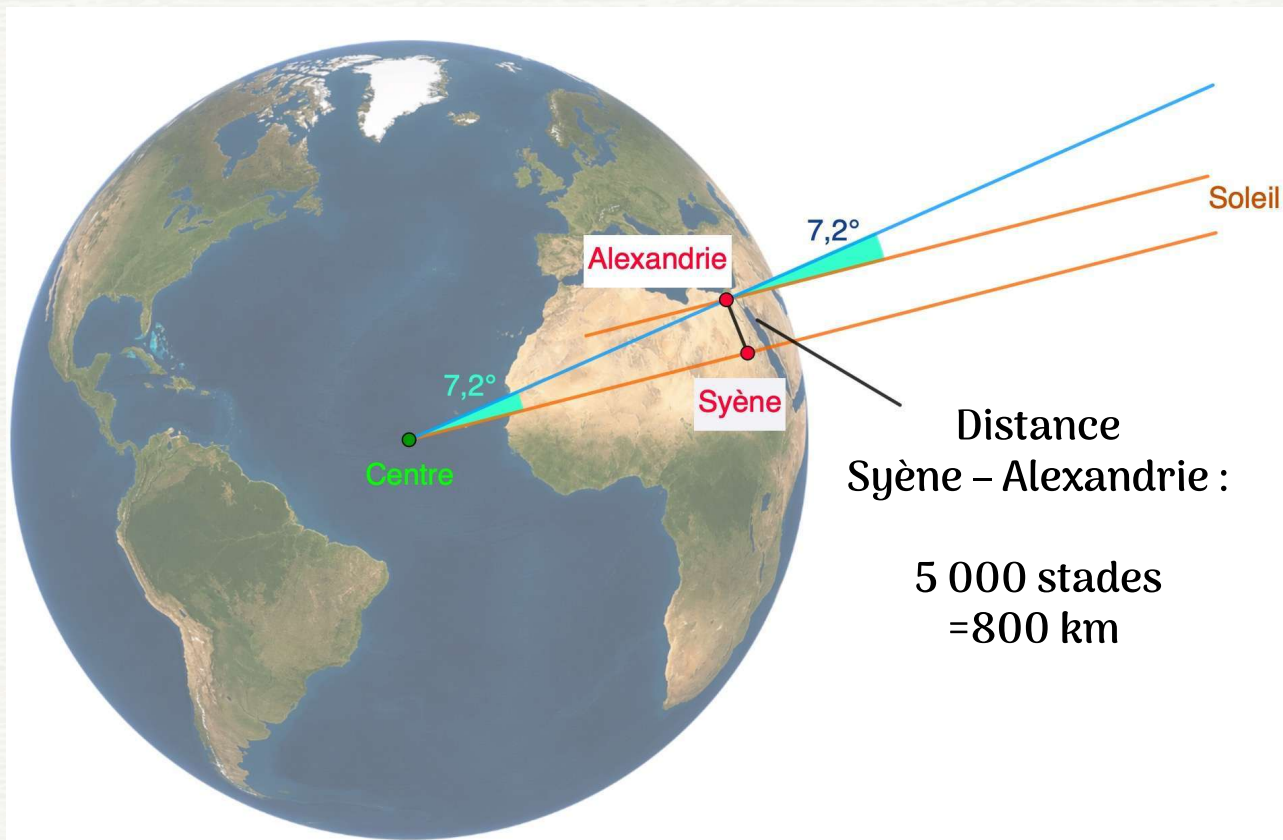 7,2°
Soleil
Alexandrie
7,2°
Syène
Centre
Distance
Syène – Alexandrie :
5 000 stades
=800 km